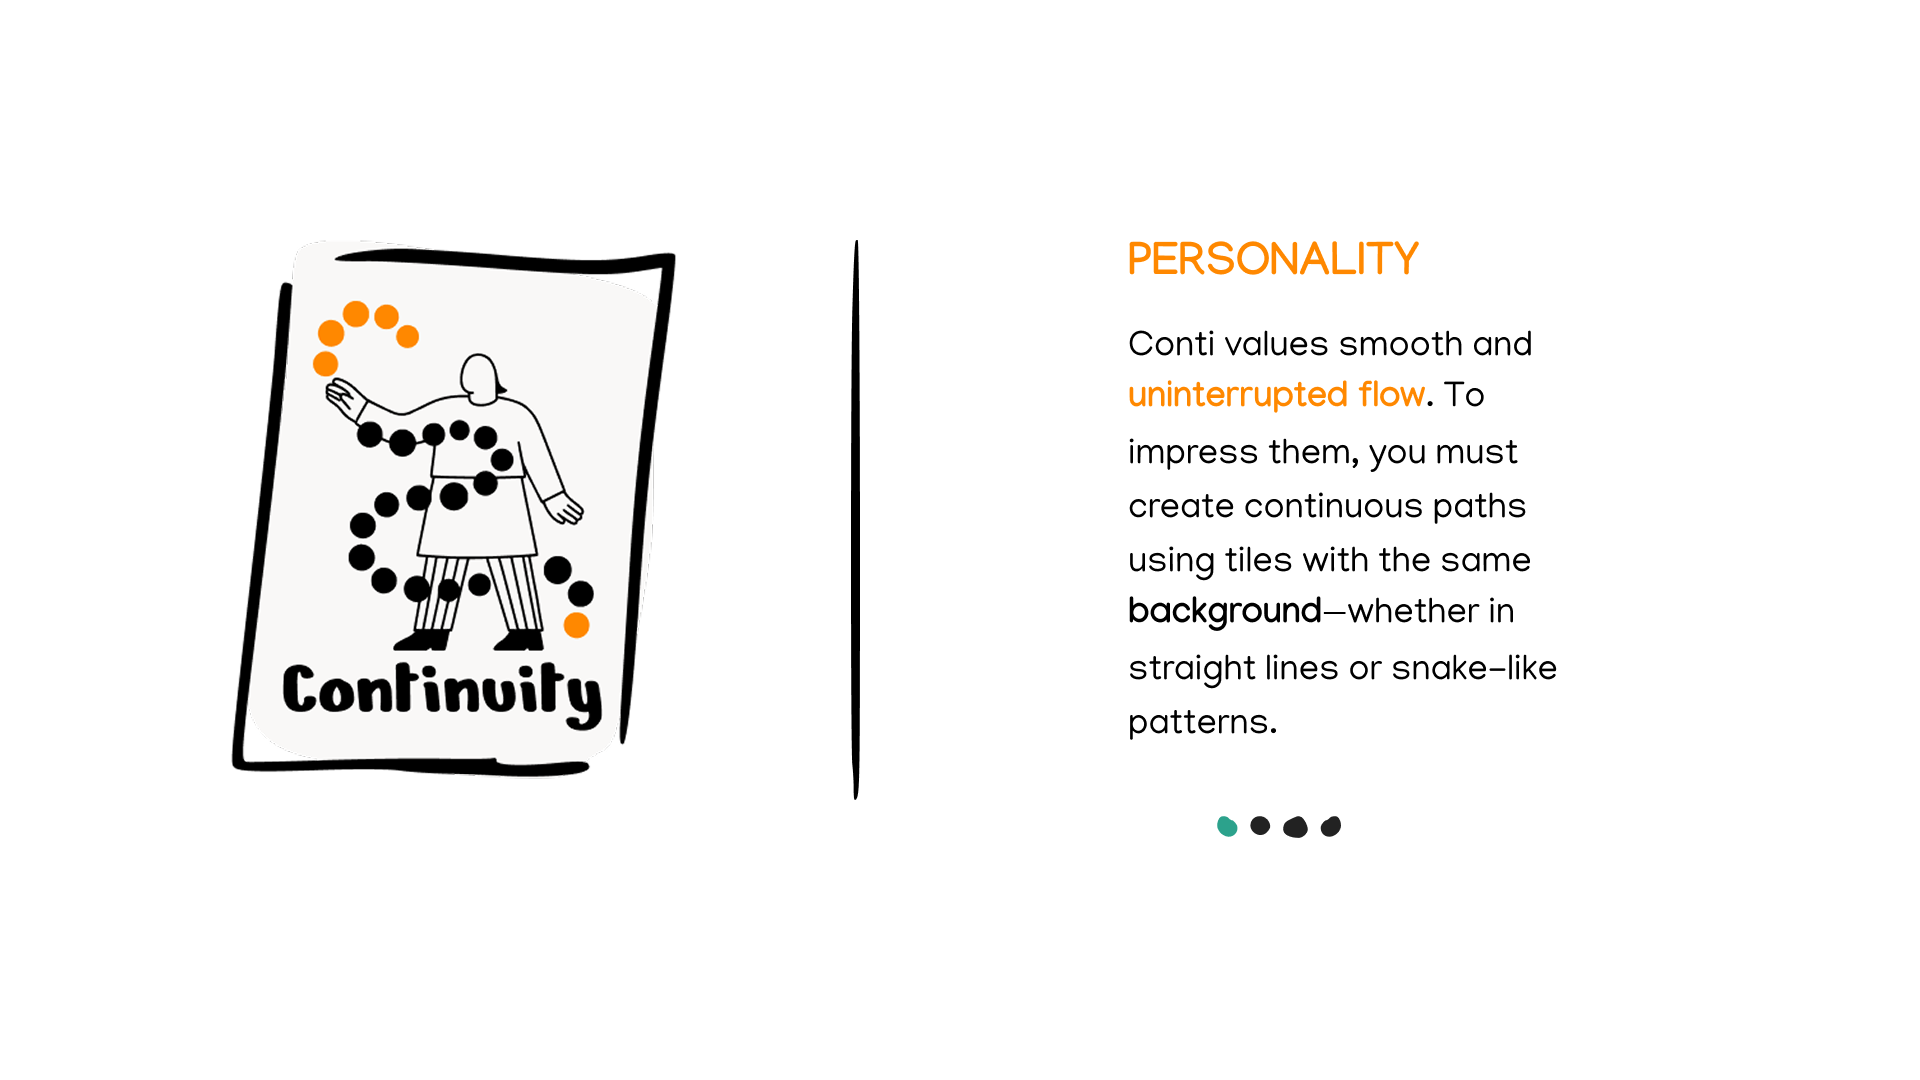 Continuity
PERSONALITY
Conti values smooth and
uninterrupted flow. To
impress them, you must
create continuous paths
using tiles with the same
background—whether in
straight lines or snake-like
patterns.